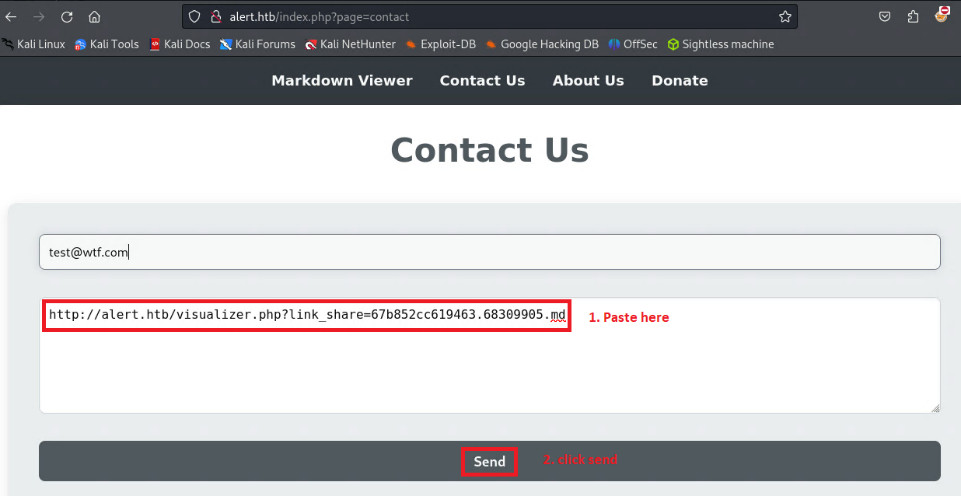 alert.htb/index.php?page=contact
Kali Linux Kali Tools Kali Docs Kali Forums Kali NetHunter Exploit-DB Google Hacking DB OffSec Sightless machine
Markdown Viewer Contact Us About Us Donate
Contact Us
test@wtf.com
http://alert.htb/visualizer.php?link_share=67b852cc619463.68309905.md 1. Paste here
Send 2. click send